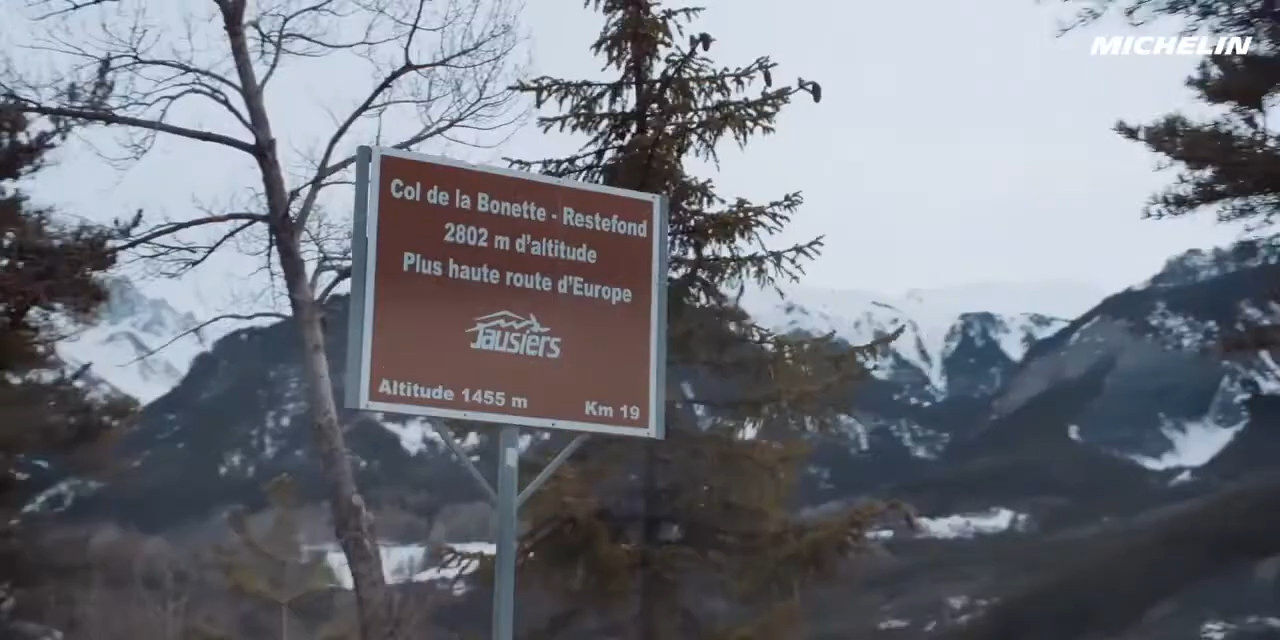 MICHELIN
Col de la Bonette - Restefond
2802 m d'altitude
Plus haute route d'Europe
Jausiers
Altitude 1455 m
Km 19